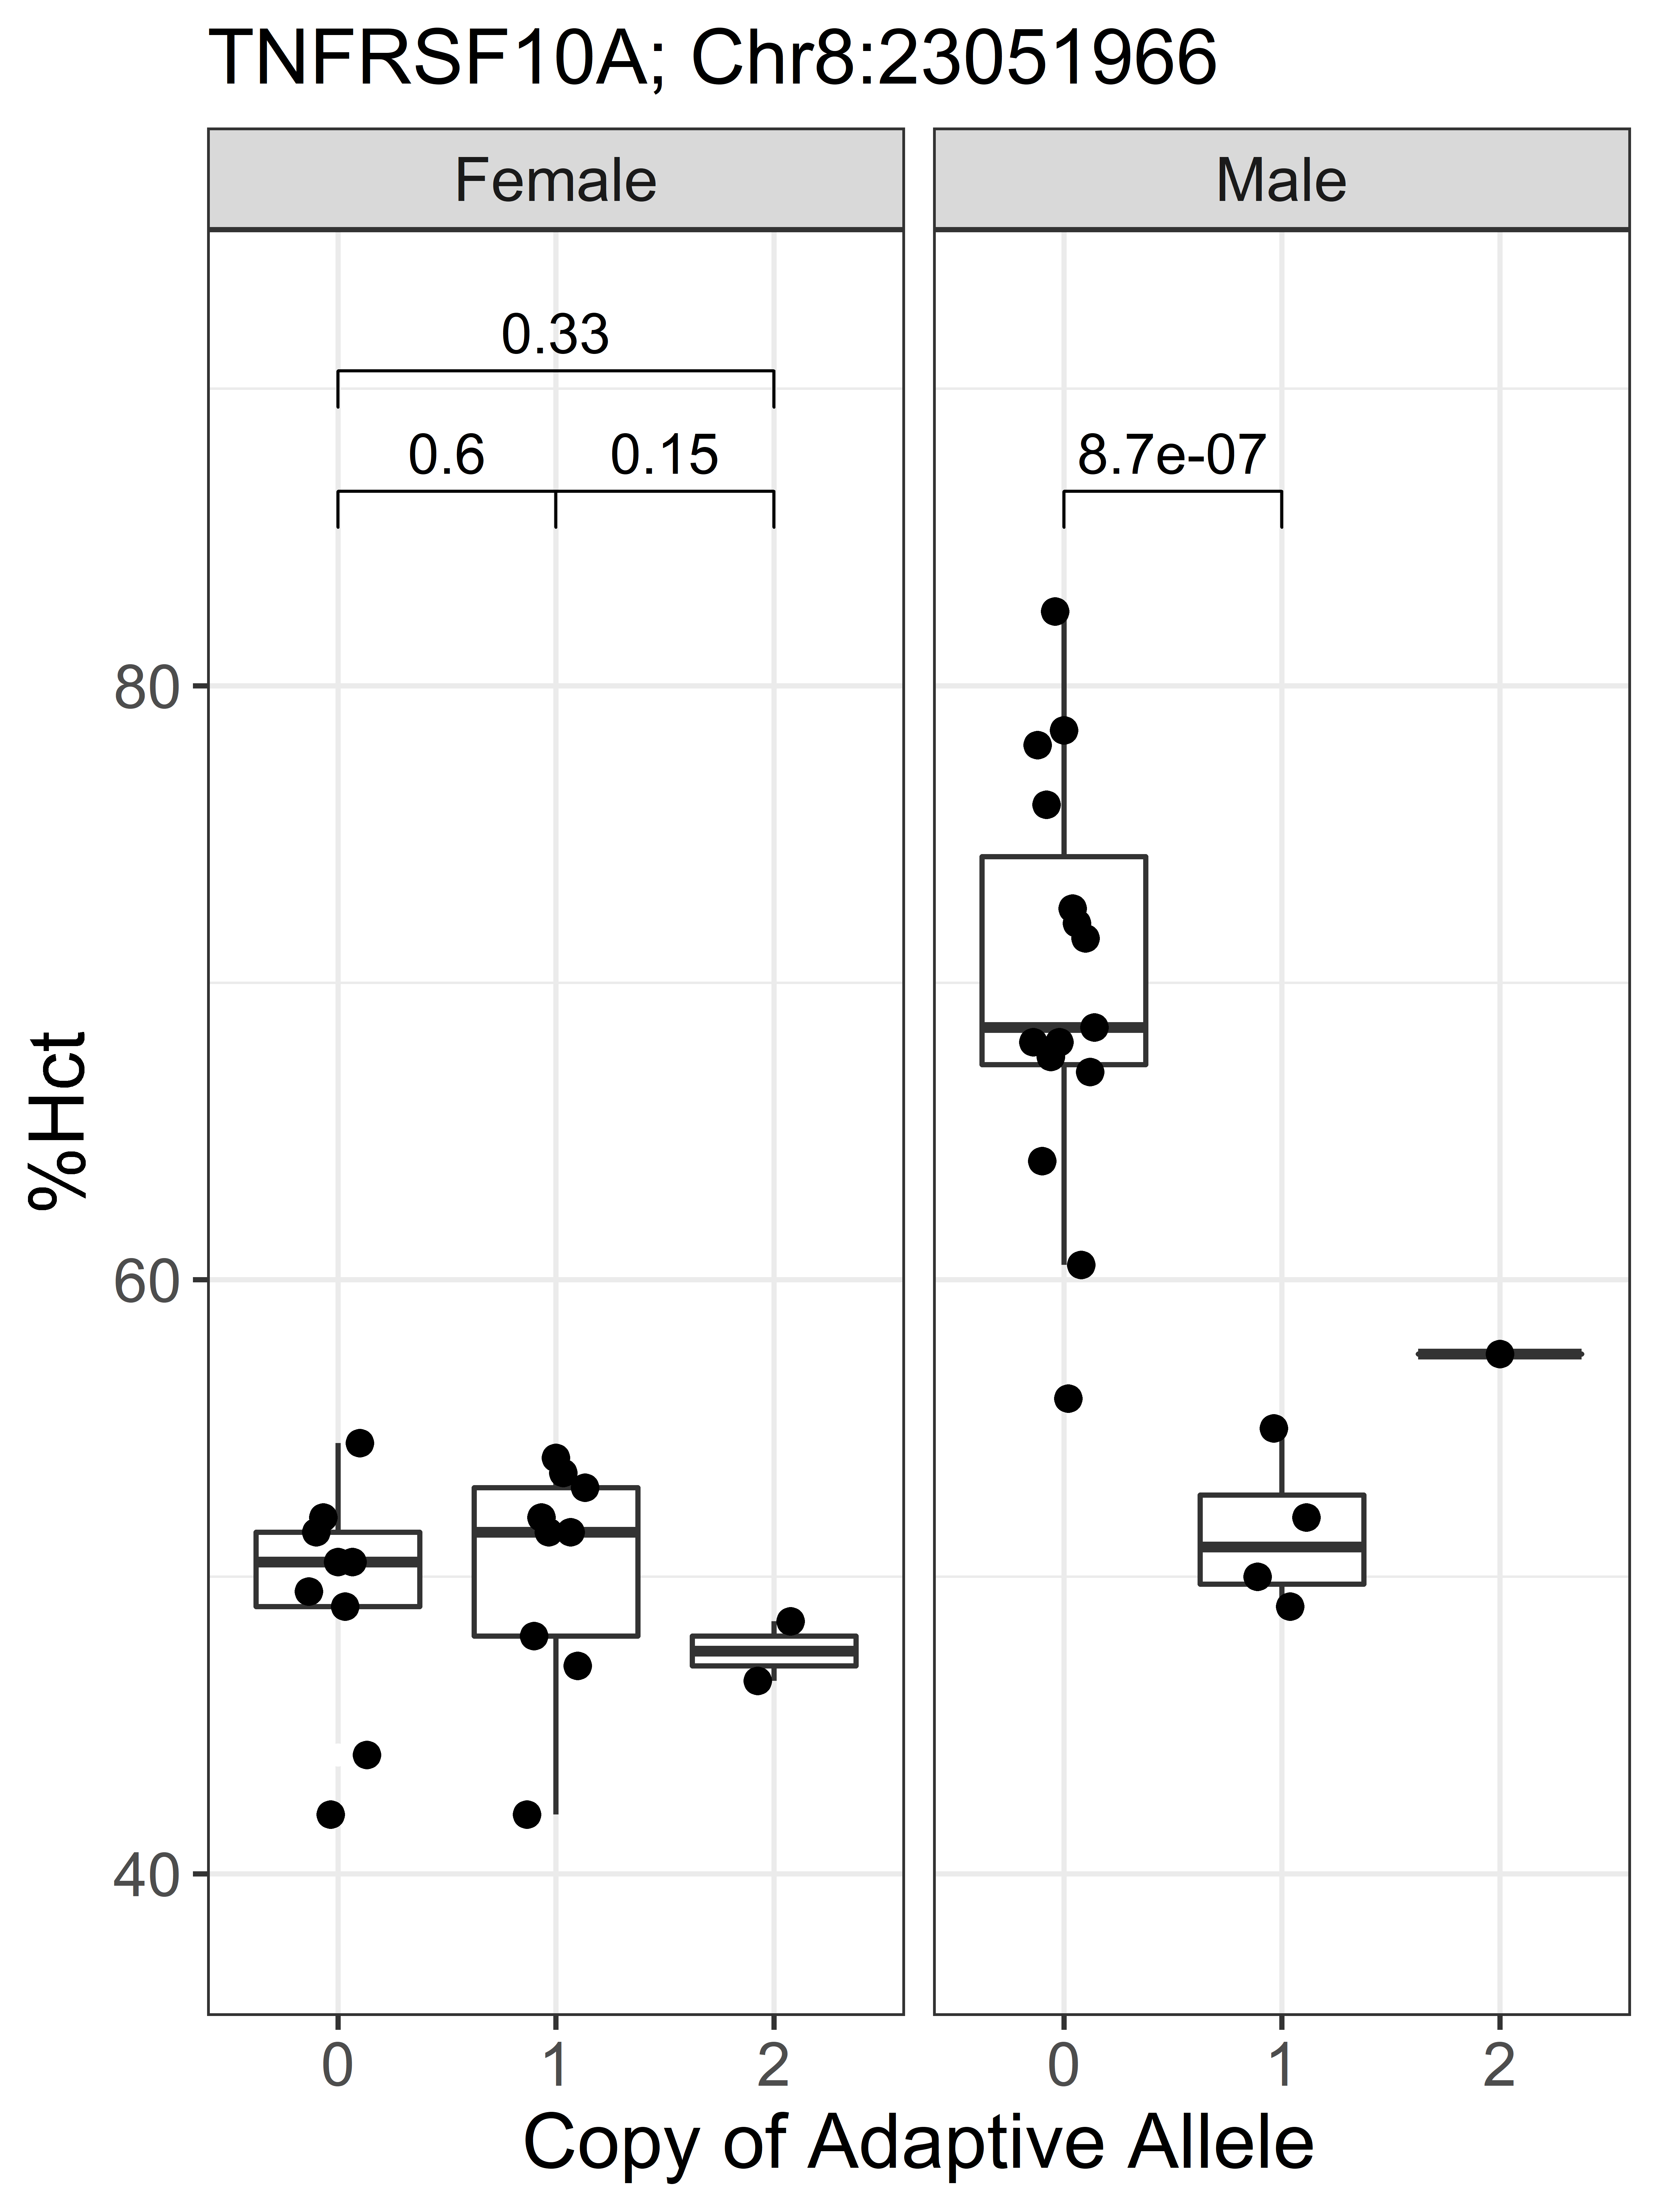 TNFRSF10A; Chr8:23051966
Female Male
0.33
0.6 0.15 8.7e-07
80
%Hct
60
40
0 1 2 0 1 2
Copy of Adaptive Allele